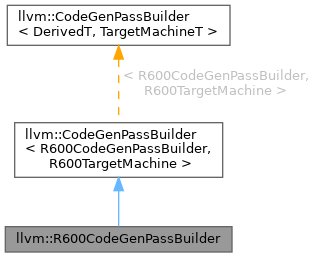 llvm::CodeGenPassBuilder
< DerivedT, TargetMachineT >
< R600CodeGenPassBuilder,
R600TargetMachine >
llvm::CodeGenPassBuilder
< R600CodeGenPassBuilder,
R600TargetMachine >
llvm::R600CodeGenPassBuilder